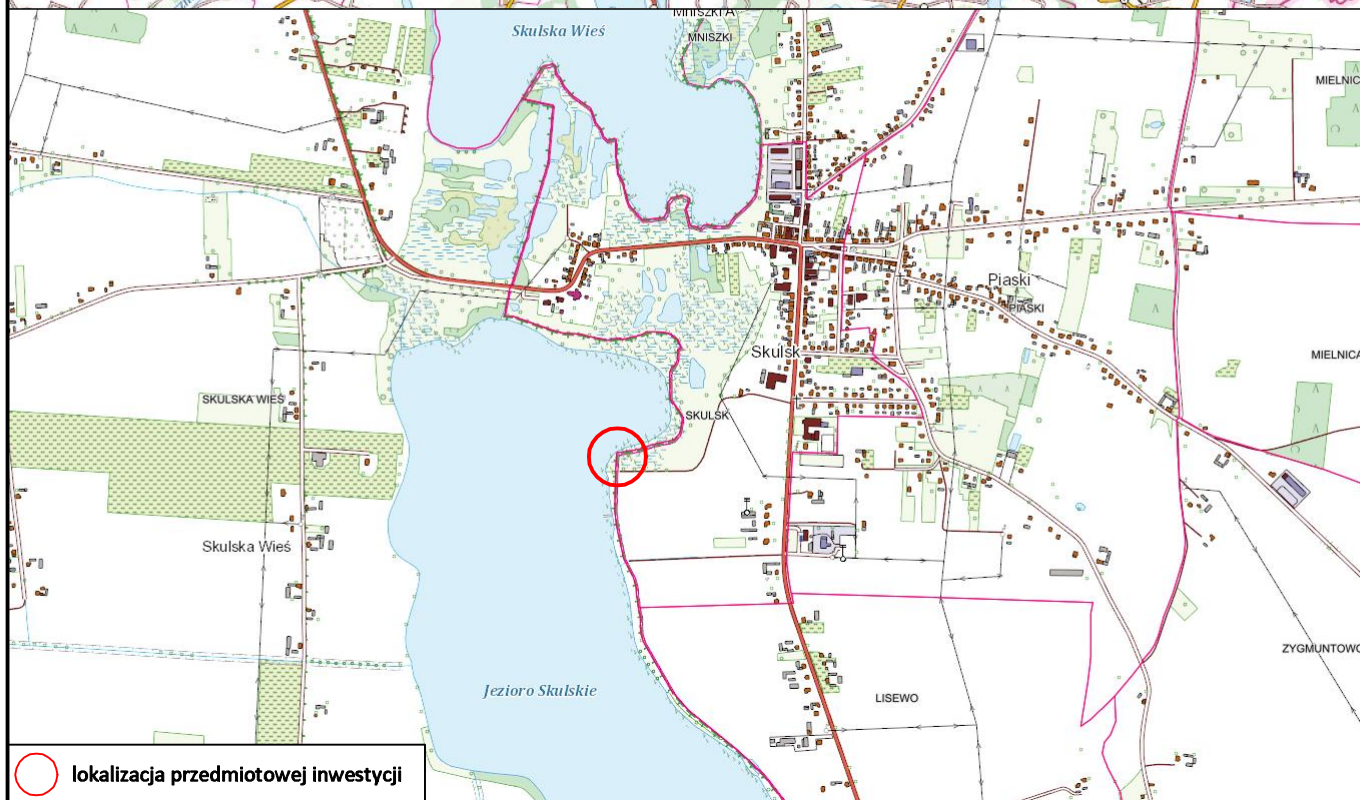 Mniszki A
Skulska Wieś
MNISZKI
Piaski
PIASKI
Skulsk
SKULSKA WIEŚ
SKULSK
Skulska Wieś
Jezioro Skulskie
LISEWO
MIELNIC
MIELNICA
ZYGMUNTOWO
lokalizacja przedmiotowej inwestycji